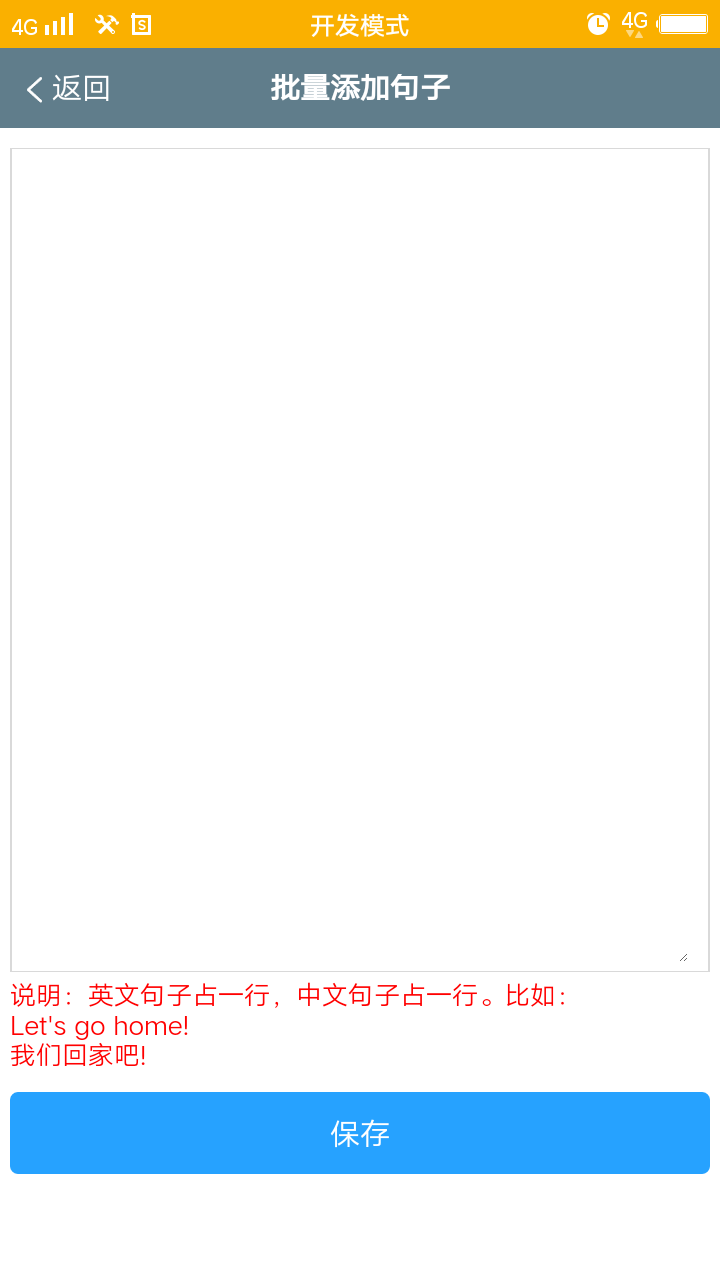 4G 开发模式 4G
返回 批量添加句子
说明：英文句子占一行，中文句子占一行。比如：
Let's go home!
我们回家吧!
保存